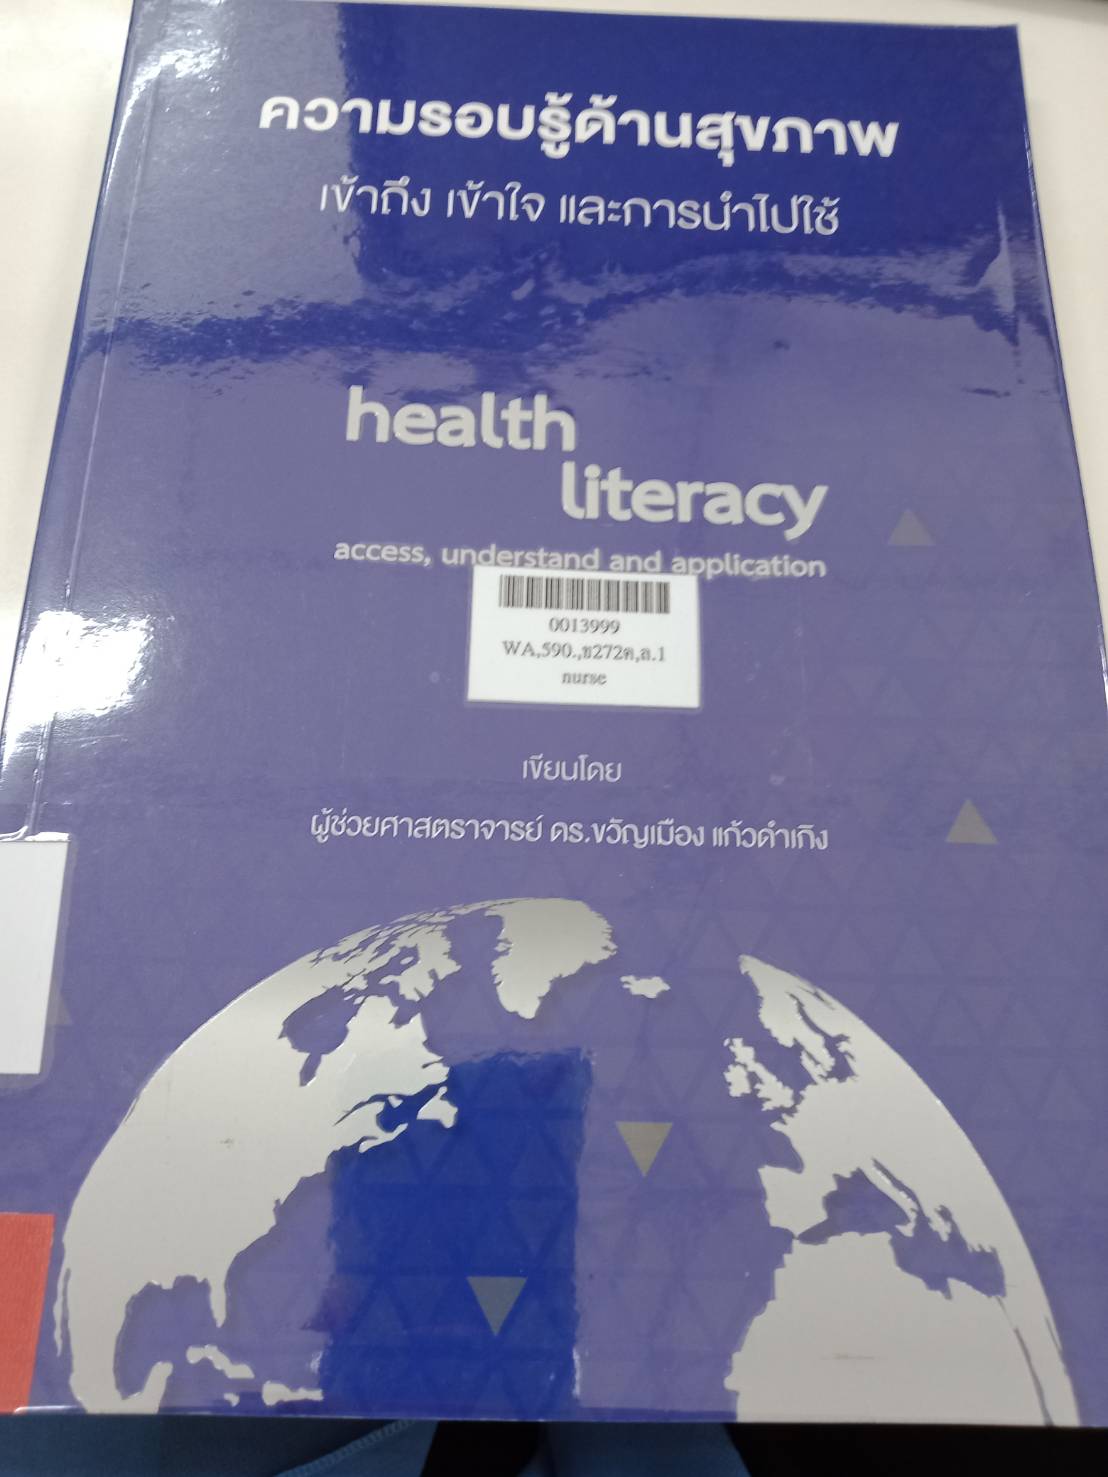 ความรอบรู้ด้านสุขภาพ
เข้าถึง เข้าใจ และการนำไปใช้
health
literacy
access, understand and application
0013999
WA,590.,ข272ค,ล.1
nurse
เขียนโดย
ผู้ช่วยศาสตราจารย์ ดร.ขวัญเมือง แก้วดำเกิง